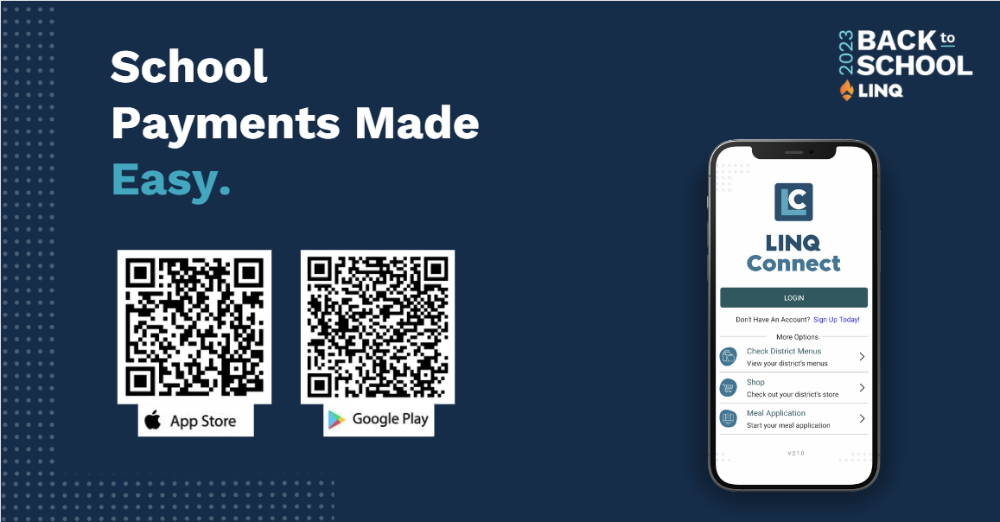 School
Payments Made
Easy.
2023
BACK to
SCHOOL
LINQ
App Store
Google Play
LC
LINQ
Connect
LOGIN
Don't Have An Account? Sign Up Today!
More Options
Check District Menus
View your district's menus
Shop
Check out your district's store
Meal Application
Start your meal application
V.2.1.0